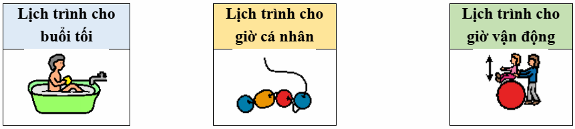 Lịch trình cho
buổi tối
Lịch trình cho
giờ cá nhân
Lịch trình cho
giờ vận động